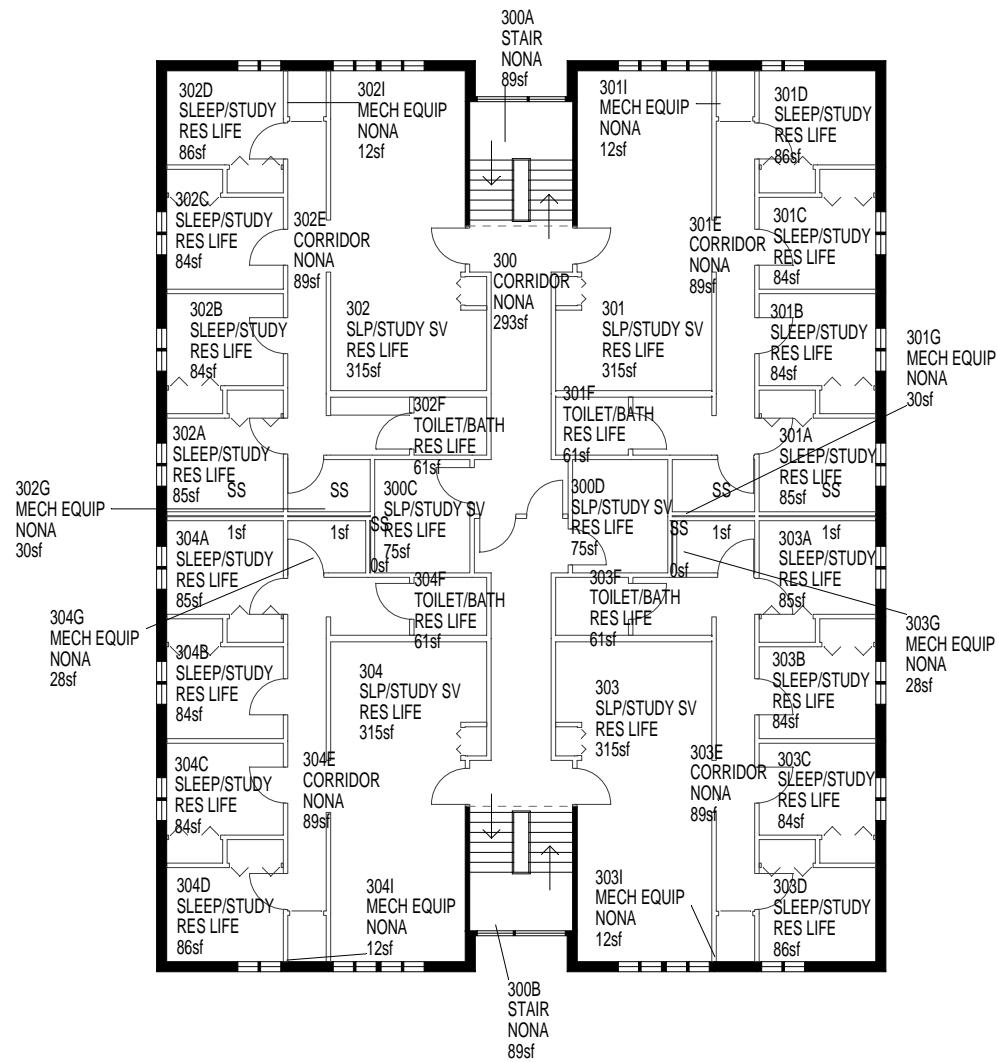 300A
STAIR
NONA
89sf
302D
SLEEP/STUDY
RES LIFE
86sf
302I
MECH EQUIP
NONA
12sf
301I
MECH EQUIP
NONA
12sf
301D
SLEEP/STUDY
RES LIFE
86sf
302C
SLEEP/STUDY
RES LIFE
84sf
302E
CORRIDOR
NONA
89sf
300
CORRIDOR
NONA
293sf
301E
CORRIDOR
NONA
89sf
301C
SLEEP/STUDY
RES LIFE
84sf
302B
SLEEP/STUDY
RES LIFE
84sf
302
SLP/STUDY SV
RES LIFE
315sf
301
SLP/STUDY SV
RES LIFE
315sf
301B
SLEEP/STUDY
RES LIFE
84sf
301G
MECH EQUIP
NONA
30sf
302F
TOILET/BATH
RES LIFE
61sf
301F
TOILET/BATH
RES LIFE
61sf
302A
SLEEP/STUDY
RES LIFE
85sf
301A
SLEEP/STUDY
RES LIFE
85sf
302G
MECH EQUIP
NONA
30sf
SS
1sf
SS
1sf
SS
0sf
300C
SLP/STUDY SV
RES LIFE
75sf
300D
SLP/STUDY SV
RES LIFE
75sf
SS
0sf
SS
1sf
SS
1sf
304A
SLEEP/STUDY
RES LIFE
85sf
303A
SLEEP/STUDY
RES LIFE
85sf
304G
MECH EQUIP
NONA
28sf
304F
TOILET/BATH
RES LIFE
61sf
303F
TOILET/BATH
RES LIFE
61sf
303G
MECH EQUIP
NONA
28sf
304B
SLEEP/STUDY
RES LIFE
84sf
304
SLP/STUDY SV
RES LIFE
315sf
303
SLP/STUDY SV
RES LIFE
315sf
303B
SLEEP/STUDY
RES LIFE
84sf
304C
SLEEP/STUDY
RES LIFE
84sf
304E
CORRIDOR
NONA
89sf
303E
CORRIDOR
NONA
89sf
303C
SLEEP/STUDY
RES LIFE
84sf
304D
SLEEP/STUDY
RES LIFE
86sf
304I
MECH EQUIP
NONA
12sf
303I
MECH EQUIP
NONA
12sf
303D
SLEEP/STUDY
RES LIFE
86sf
300B
STAIR
NONA
89sf